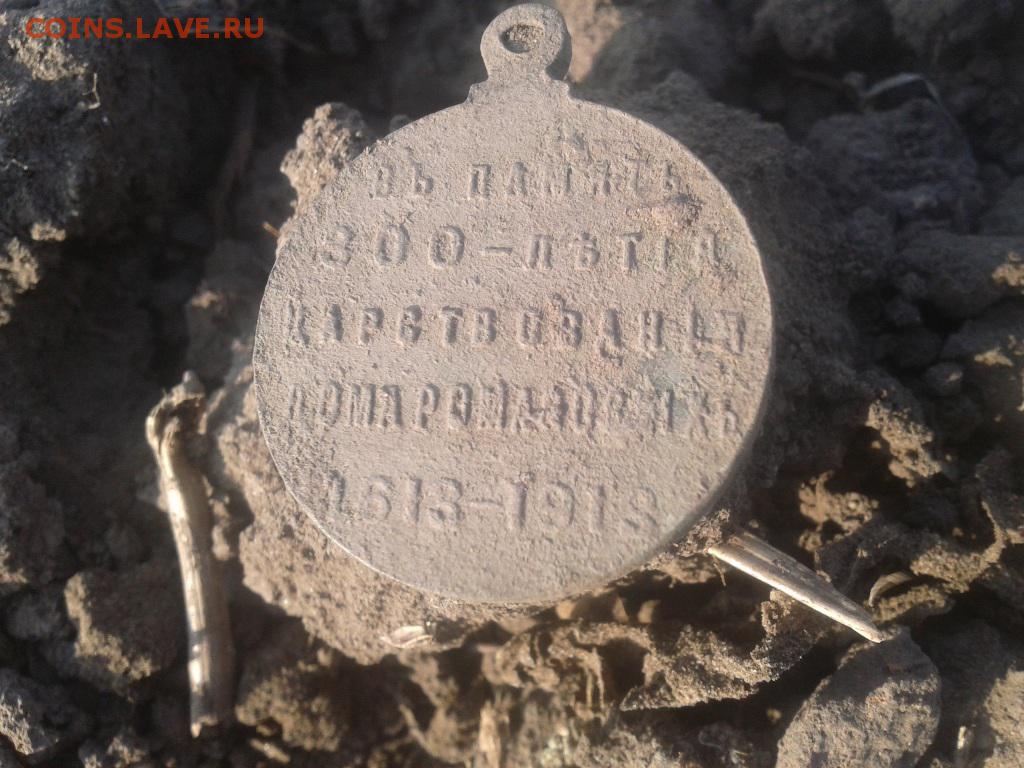 COINS.LAVE.RU
ВЪ ПАМЯТЬ
300-ЛѢТІЯ
ЦАРСТВОВАНІЯ
ДОМА РОМАНОВЫХЪ
1613-1913